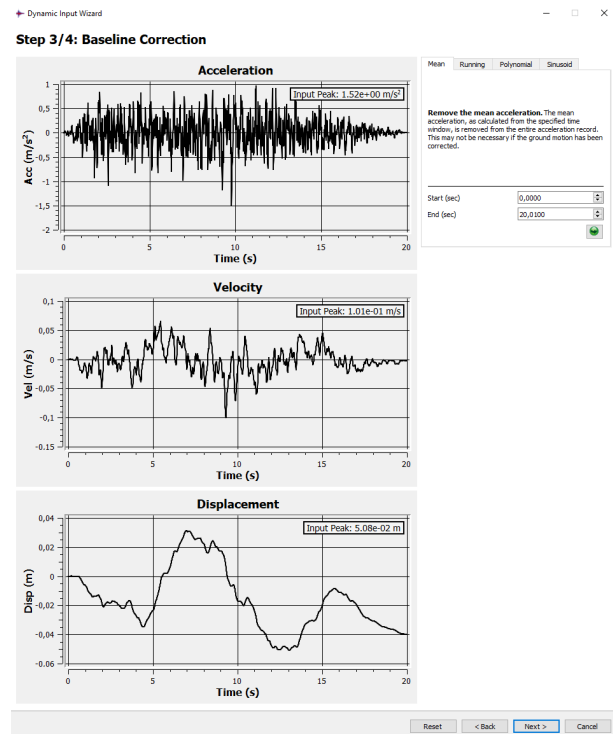 Dynamic Input Wizard
Step 3/4: Baseline Correction
Acceleration
Input Peak: 1.52e+00 m/s²
Acc (m/s²)
1
0,5
0
-0,5
-1
-1,5
-2
0
5
10
15
20
Time (s)
Velocity
Input Peak: 1.01e-01 m/s
Vel (m/s)
0,1
0,05
0
-0,05
-0,1
-0.15
0
5
10
15
20
Time (s)
Displacement
Input Peak: 5.08e-02 m
Disp (m)
0,04
0,02
0
-0,02
-0,04
-0.06
0
5
10
15
20
Time (s)
Mean Running Polynomial Sinusoid
Remove the mean acceleration. The mean
acceleration, as calculated from the specified time
window, is removed from the entire acceleration record.
This may not be necessary if the ground motion has been
corrected.
Start (sec) 0,0000
End (sec) 20,0100
Reset < Back Next > Cancel